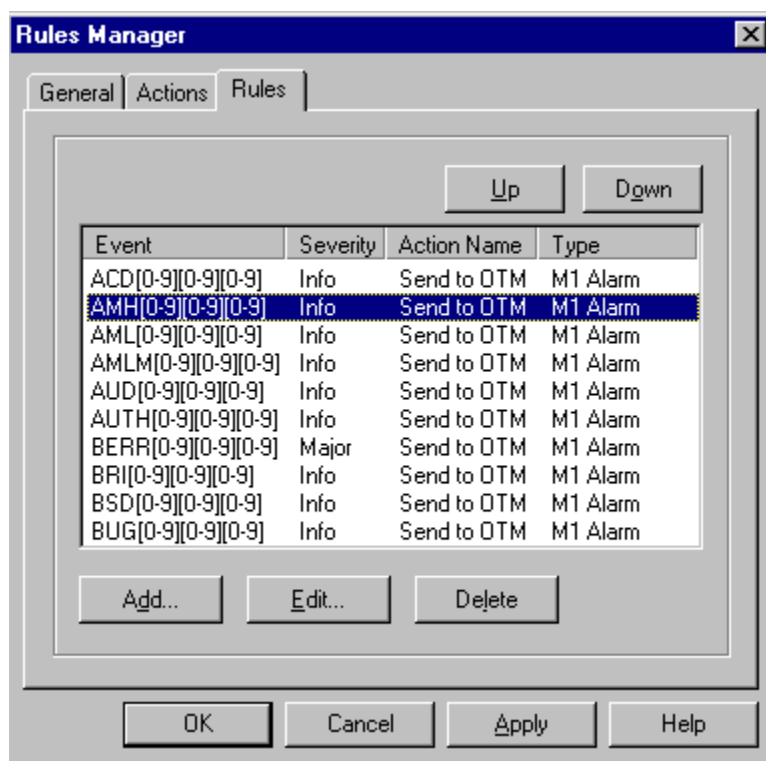 Rules Manager
General Actions Rules
Up Down
Event Severity Action Name Type
ACD[0-9][0-9][0-9] Info Send to OTM M1 Alarm
AMH[0-9][0-9][0-9] Info Send to OTM M1 Alarm
AML[0-9][0-9][0-9] Info Send to OTM M1 Alarm
AMLM[0-9][0-9][0-9] Info Send to OTM M1 Alarm
AUD[0-9][0-9][0-9] Info Send to OTM M1 Alarm
AUTH[0-9][0-9][0-9] Info Send to OTM M1 Alarm
BERR[0-9][0-9][0-9] Major Send to OTM M1 Alarm
BRI[0-9][0-9][0-9] Info Send to OTM M1 Alarm
BSD[0-9][0-9][0-9] Info Send to OTM M1 Alarm
BUG[0-9][0-9][0-9] Info Send to OTM M1 Alarm
Add... Edit... Delete
OK Cancel Apply Help